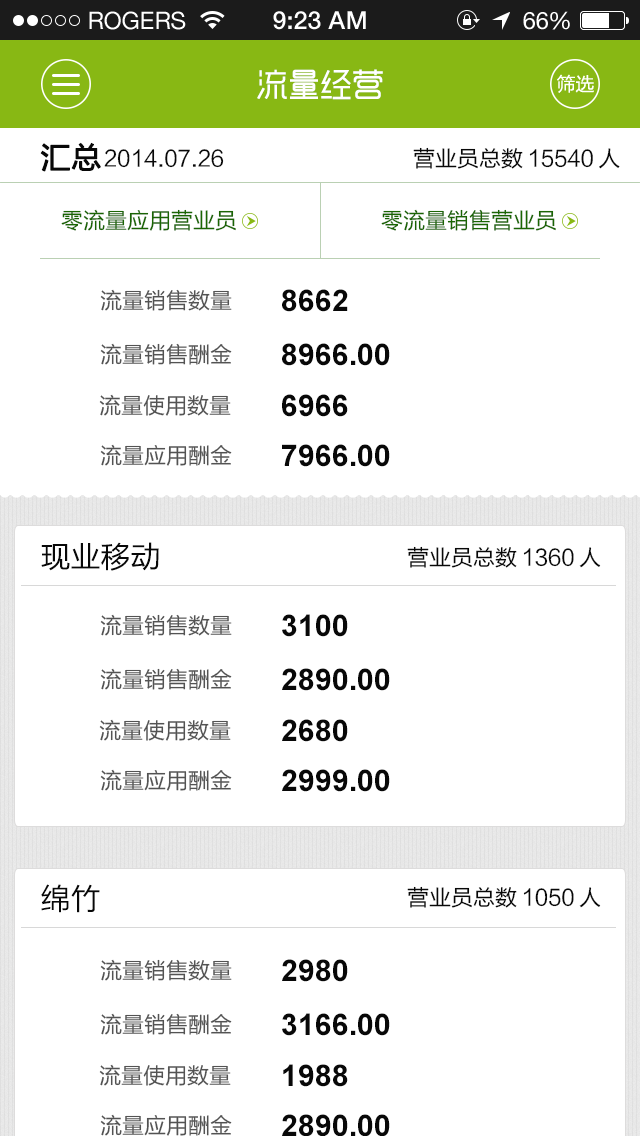 ROGERS 9:23 AM 66%
流量经营 筛选
汇总 2014.07.26 营业员总数 15540 人
零流量应用营业员 零流量销售营业员
流量销售数量 8662
流量销售酬金 8966.00
流量使用数量 6966
流量应用酬金 7966.00
现业移动 营业员总数 1360 人
流量销售数量 3100
流量销售酬金 2890.00
流量使用数量 2680
流量应用酬金 2999.00
绵竹 营业员总数 1050 人
流量销售数量 2980
流量销售酬金 3166.00
流量使用数量 1988
流量应用酬金 2890.00